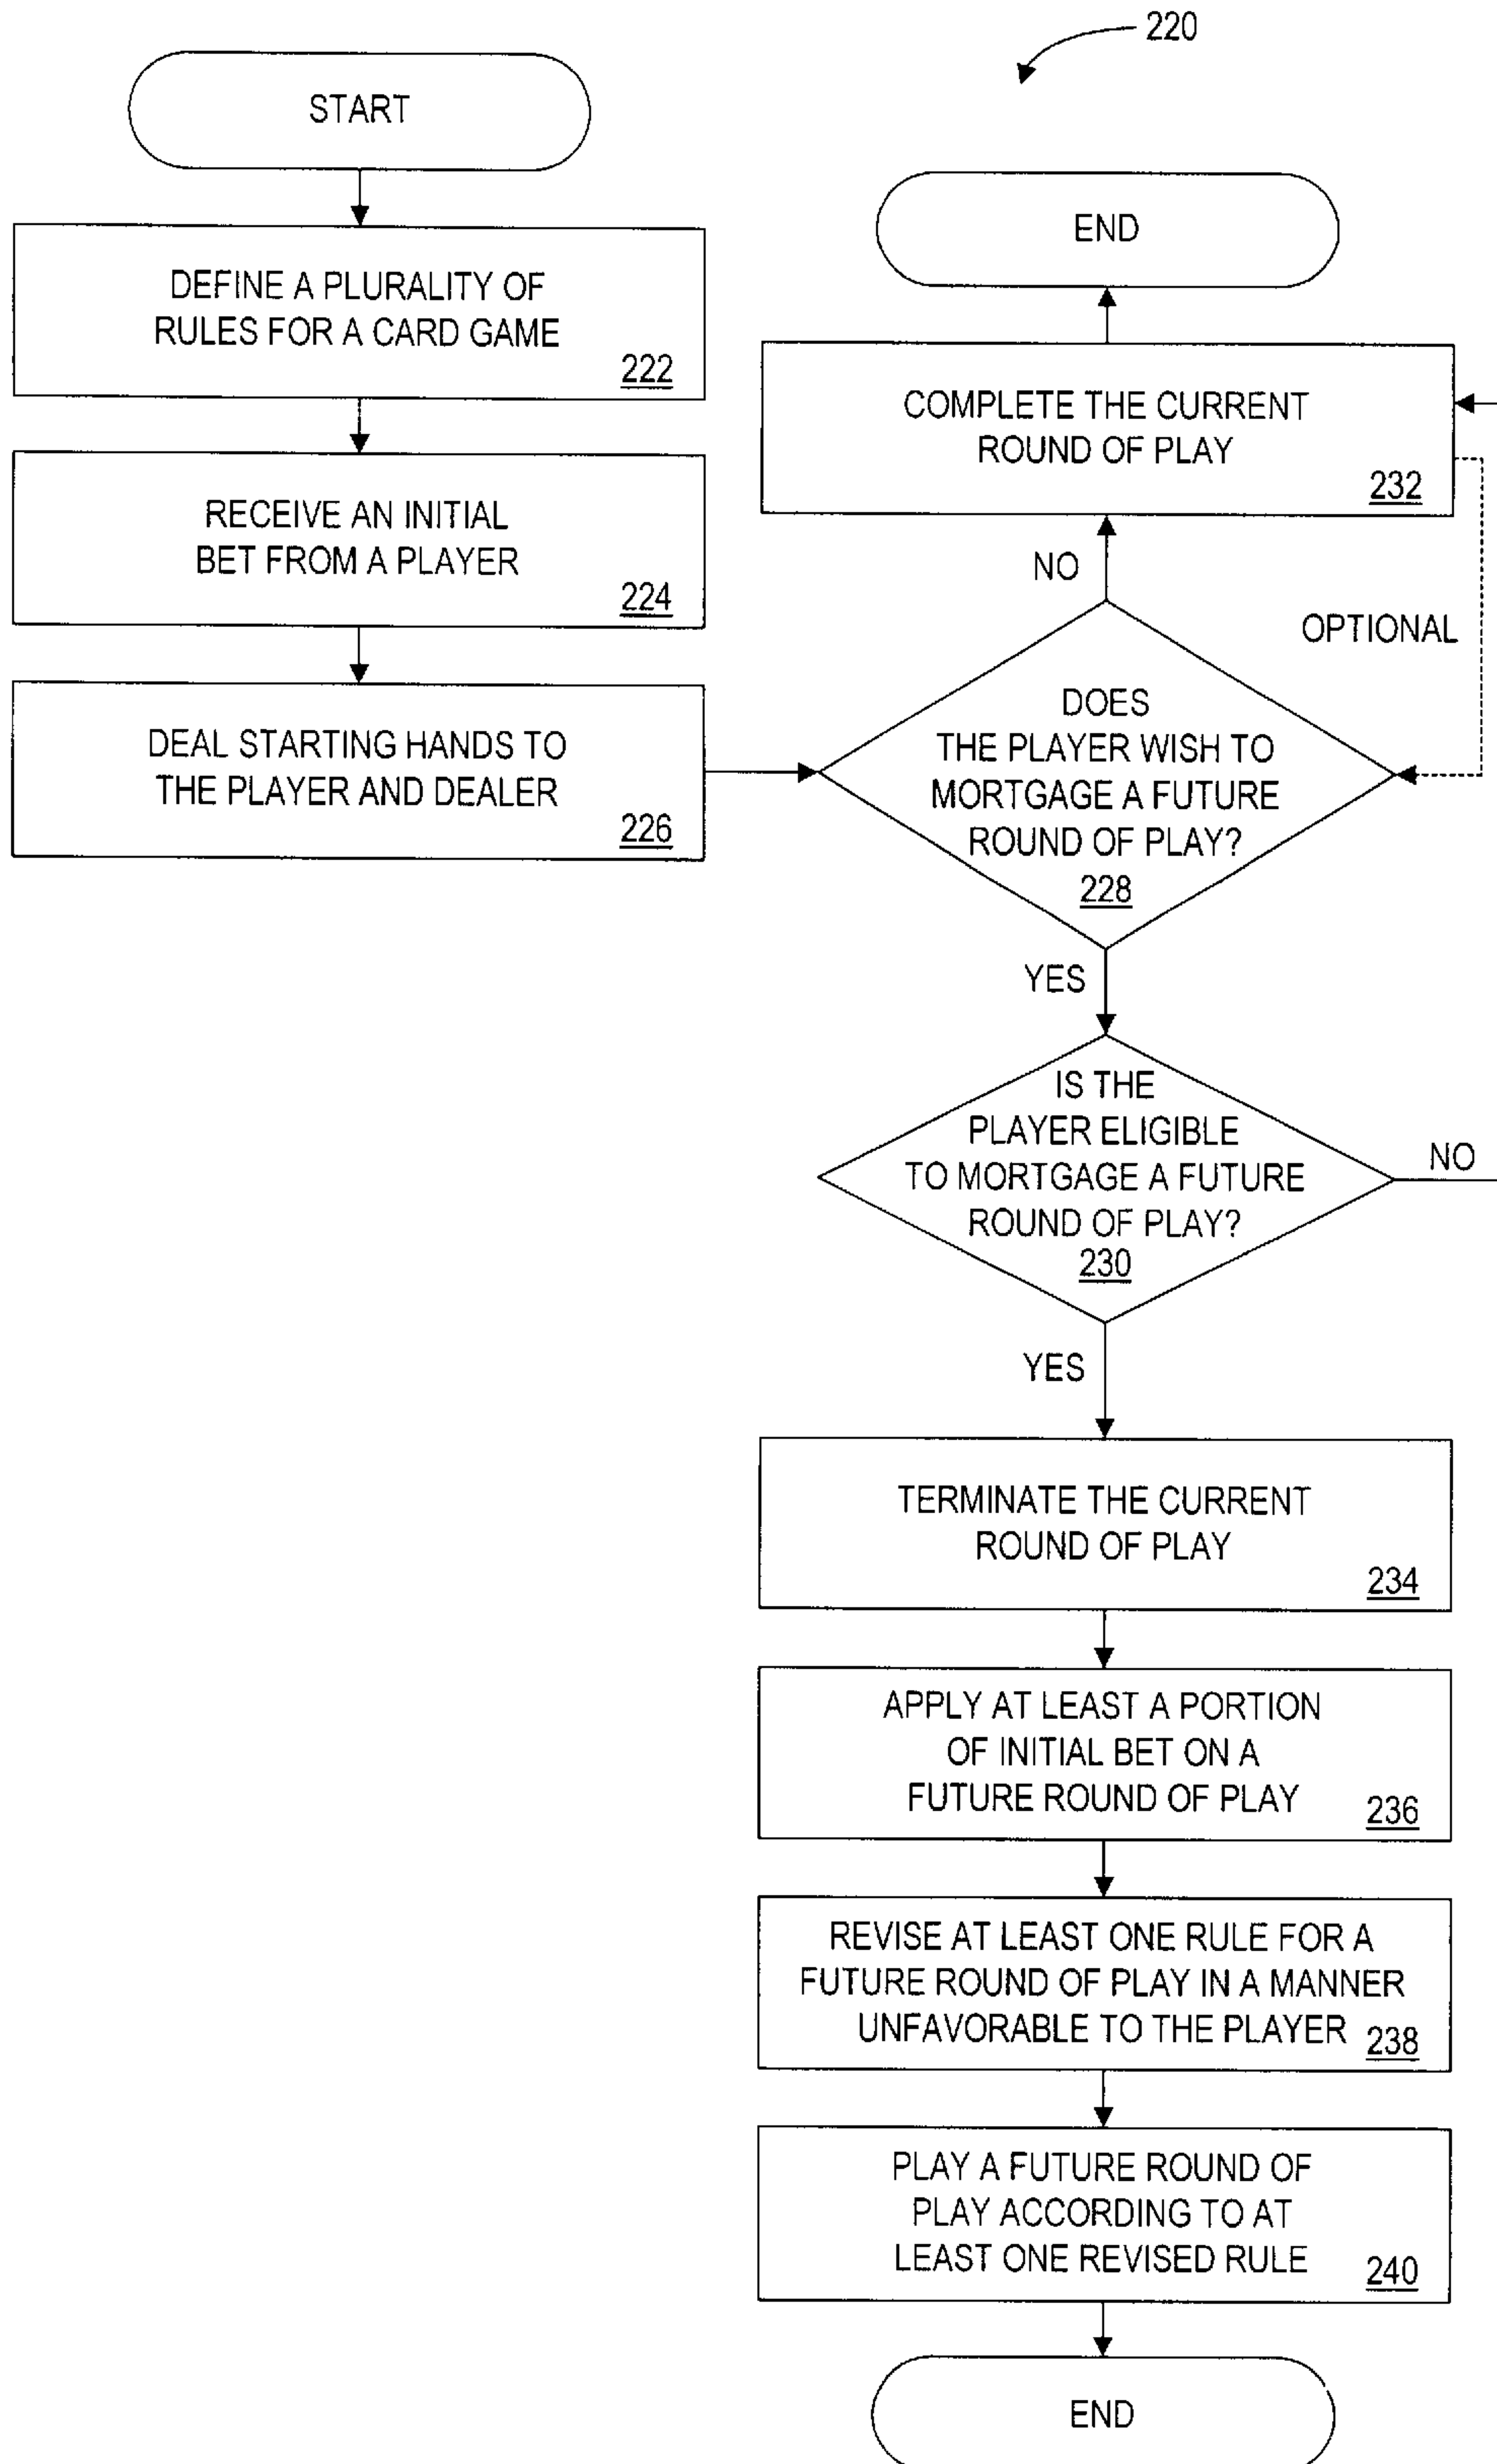 220
START
DEFINE A PLURALITY OF
RULES FOR A CARD GAME
222
RECEIVE AN INITIAL
BET FROM A PLAYER
224
DEAL STARTING HANDS TO
THE PLAYER AND DEALER
226
END
COMPLETE THE CURRENT
ROUND OF PLAY
232
NO
OPTIONAL
DOES
THE PLAYER WISH TO
MORTGAGE A FUTURE
ROUND OF PLAY?
228
YES
IS THE
PLAYER ELIGIBLE
TO MORTGAGE A FUTURE
ROUND OF PLAY?
230
NO
YES
TERMINATE THE CURRENT
ROUND OF PLAY
234
APPLY AT LEAST A PORTION
OF INITIAL BET ON A
FUTURE ROUND OF PLAY
236
REVISE AT LEAST ONE RULE FOR A
FUTURE ROUND OF PLAY IN A MANNER
UNFAVORABLE TO THE PLAYER
238
PLAY A FUTURE ROUND OF
PLAY ACCORDING TO AT
LEAST ONE REVISED RULE
240
END